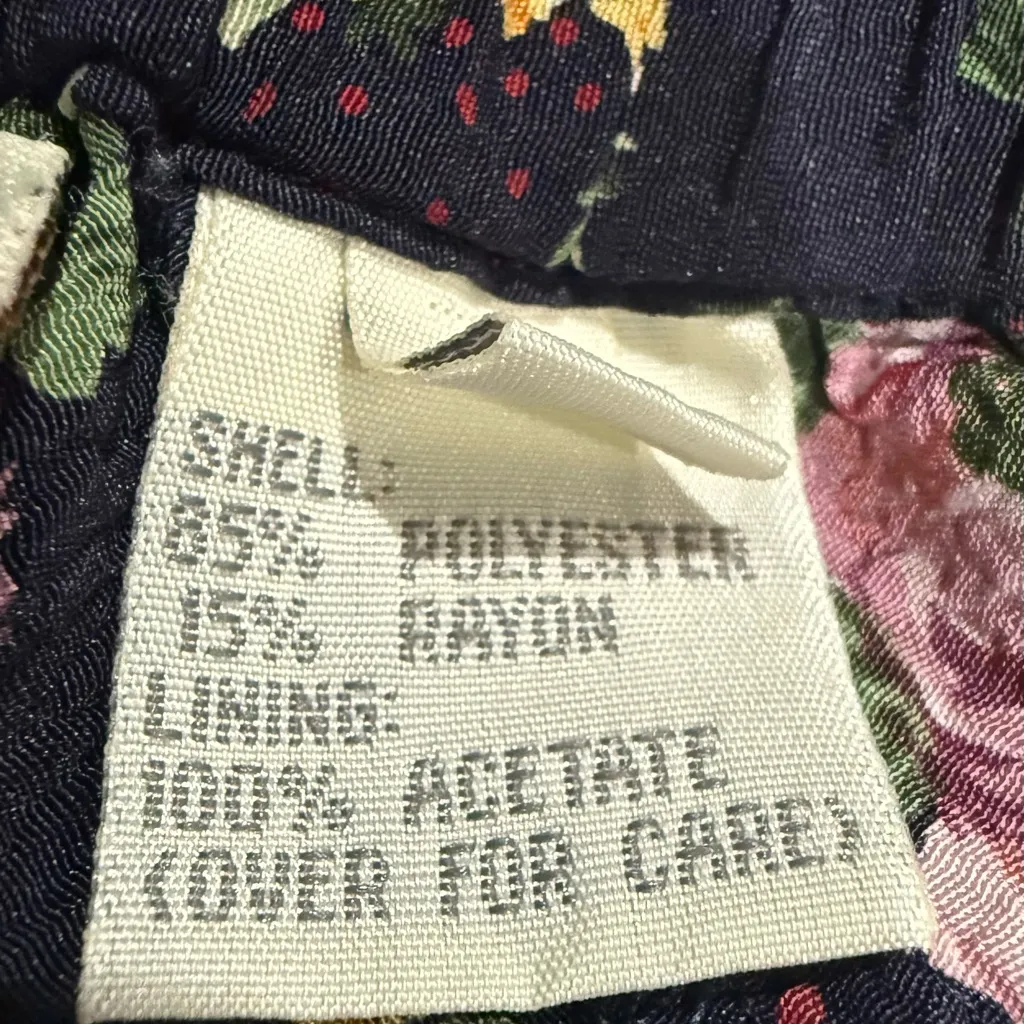 SHELL:
85% POLYESTER
15% RAYON
LINING:
100% ACETATE
(OVER FOR CARE)